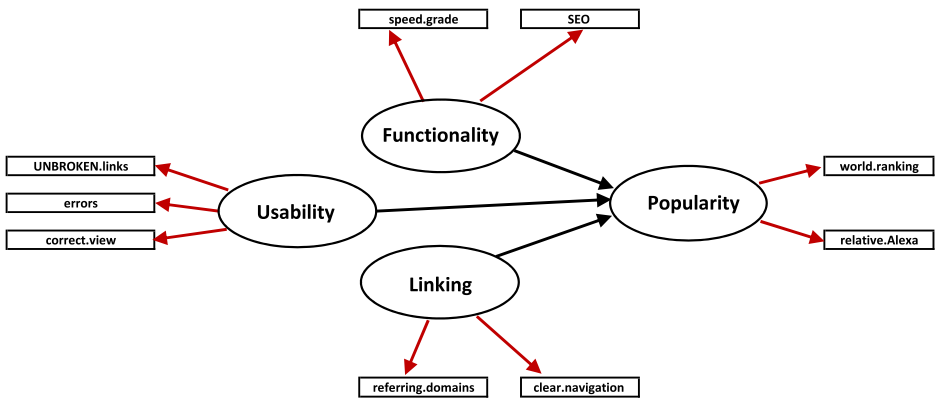 speed.grade
SEO
Functionality
UNBROKEN.links
world.ranking
errors
Usability
Popularity
correct.view
relative.Alexa
Linking
referring.domains
clear.navigation